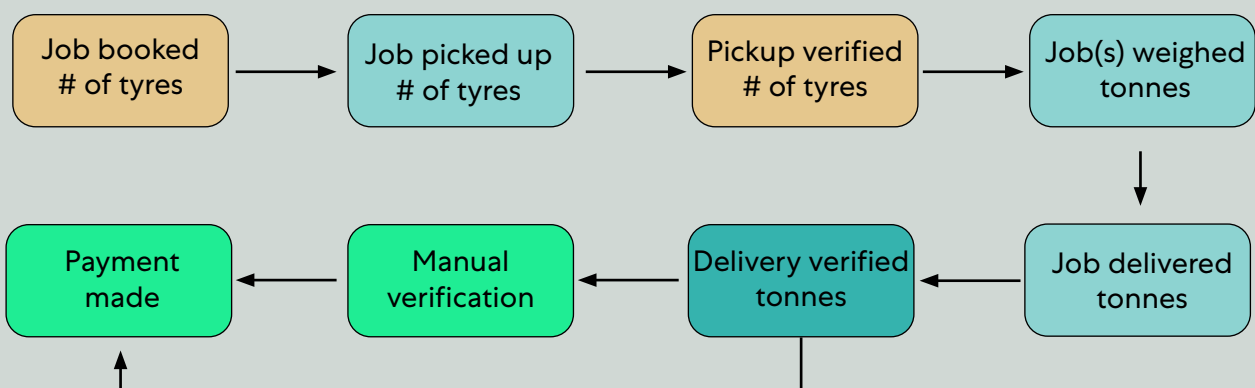 Job booked
# of tyres
Job picked up
# of tyres
Pickup verified
# of tyres
Job(s) weighed
tonnes
Payment
made
Manual
verification
Delivery verified
tonnes
Job delivered
tonnes